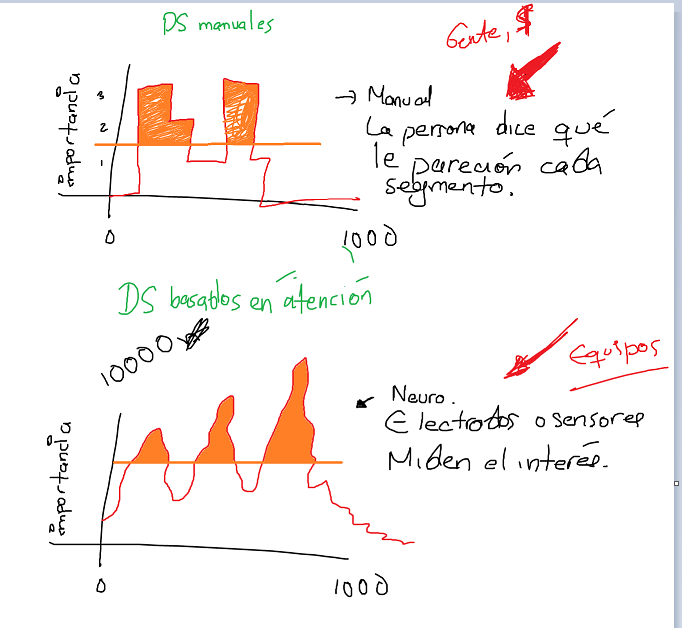 DS manuales
Gente, $
importancia
3
2
1
→ Manual
La persona dice qué
le pareción cada
segmento.
0
1000
DS basados en atención
10000
importancia
Equipos
Neuro.
Electrodos o sensores
Miden el interés.
0
1000